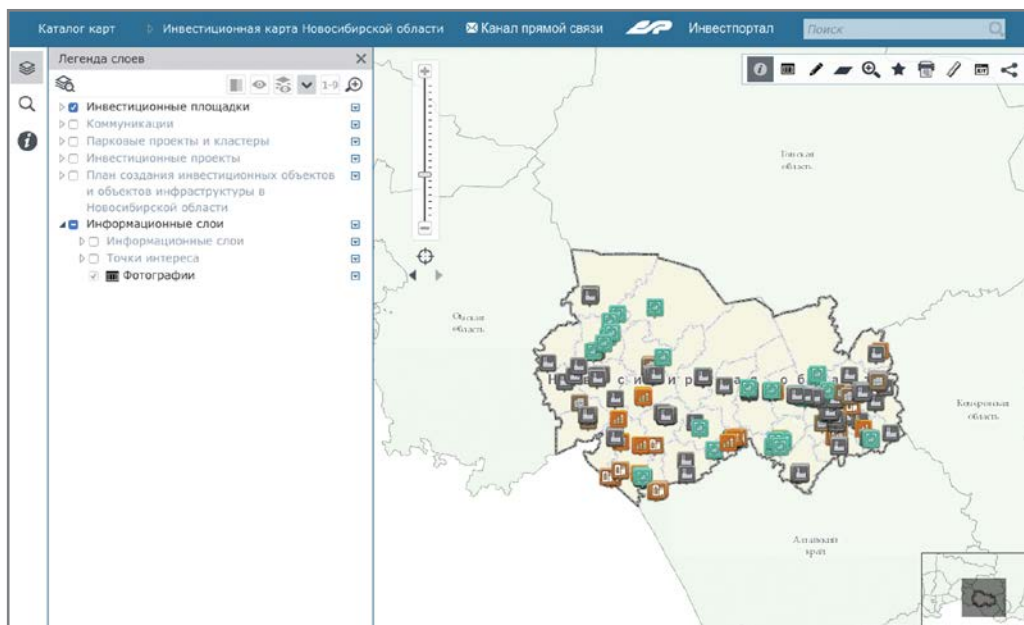 Каталог карт
Инвестиционная карта Новосибирской области
Канал прямой связи
Инвестпортал
Поиск
Легенда слоев
1-9
Инвестиционные площадки
Коммуникации
Парковые проекты и кластеры
Инвестиционные проекты
План создания инвестиционных объектов
и объектов инфраструктуры в
Новосибирской области
Информационные слои
Информационные слои
Точки интереса
Фотографии
Томская
область
Омская
область
Кемеровская
область
Алтайский
край